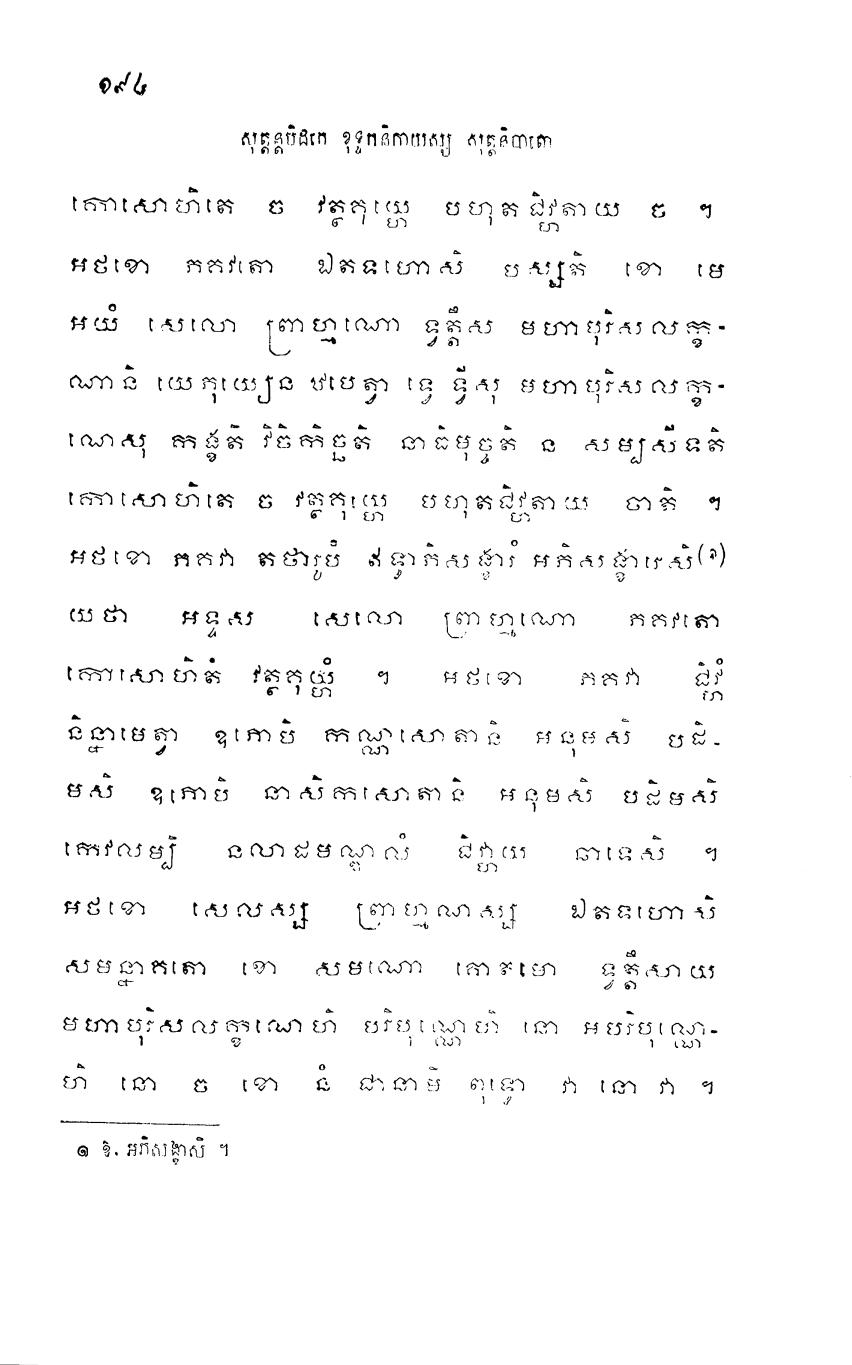 ១៩៤
សុត្តន្តបិដកេ ខុទ្ទកនិកាយស្ស សុត្តនិបាតោ
កោសោហិតេ ច វត្ថគុយ្ហេ បហុតជិវ្ហតាយ ច ។
អថខោ ភគវតោ ឯតទហោសិ បស្សតិ ខោ មេ
អយំ សេលោ ព្រាហ្មណោ ទ្វត្តឹស មហាបុរិសលក្ខ-
ណានិ យេភុយ្យេន ឋបេត្វា ទ្វេ ទ្វីសុ មហាបុរិសលក្ខ-
ណេសុ កង្ខតិ វិចិកិច្ឆតិ នាធិមុច្ចតិ ន សម្បសីទតិ
កោសោហិតេ ច វត្ថគុយ្ហេ បហុតជិវ្ហតាយ ចាតិ ។
អថខោ ភគវា តថារូបំ ឥទ្ធាភិសង្ខារំ អភិសង្ខារេសិ(១)
យថា អទ្ទស សេលោ ព្រាហ្មណោ ភគវតោ
កោសោហិតំ វត្ថគុយ្ហំ ។ អថខោ ភគវា ជិវ្ហំ
និន្នាមេត្វា ឧភោបិ កណ្ណសោតានិ អនុមសិ បដិ-
មសិ ឧភោបិ នាសិកសោតានិ អនុមសិ បដិមសិ
កេវលម្បិ នលាដមណ្ឌលំ ជិវ្ហាយ ឆាទេសិ ។
អថខោ សេលស្ស ព្រាហ្មណស្ស ឯតទហោសិ
សមន្នាគតោ ខោ សមណោ គោតមោ ទ្វត្តឹសាយ
មហាបុរិសលក្ខណេហិ បរិបុណ្ណេហិ នោ អបរិបុណ្ណេ-
ហិ នោ ច ខោ នំ ជានាមិ ពុទ្ធោ វា នោ វា ។
១ ឱ. អភិសង្ខាសិ ។